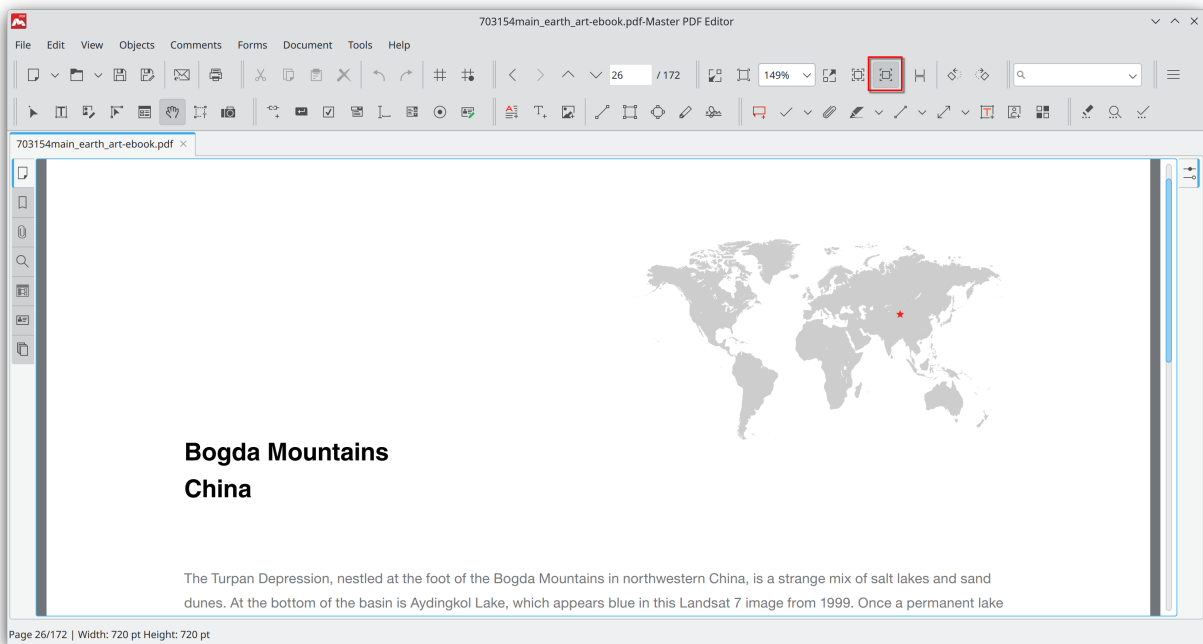 703154main_earth_art-ebook.pdf-Master PDF Editor
File Edit View Objects Comments Forms Document Tools Help
26 / 172 149%
703154main_earth_art-ebook.pdf
Bogda Mountains
China
The Turpan Depression, nestled at the foot of the Bogda Mountains in northwestern China, is a strange mix of salt lakes and sand
dunes. At the bottom of the basin is Aydingkol Lake, which appears blue in this Landsat 7 image from 1999. Once a permanent lake
Page 26/172 | Width: 720 pt Height: 720 pt